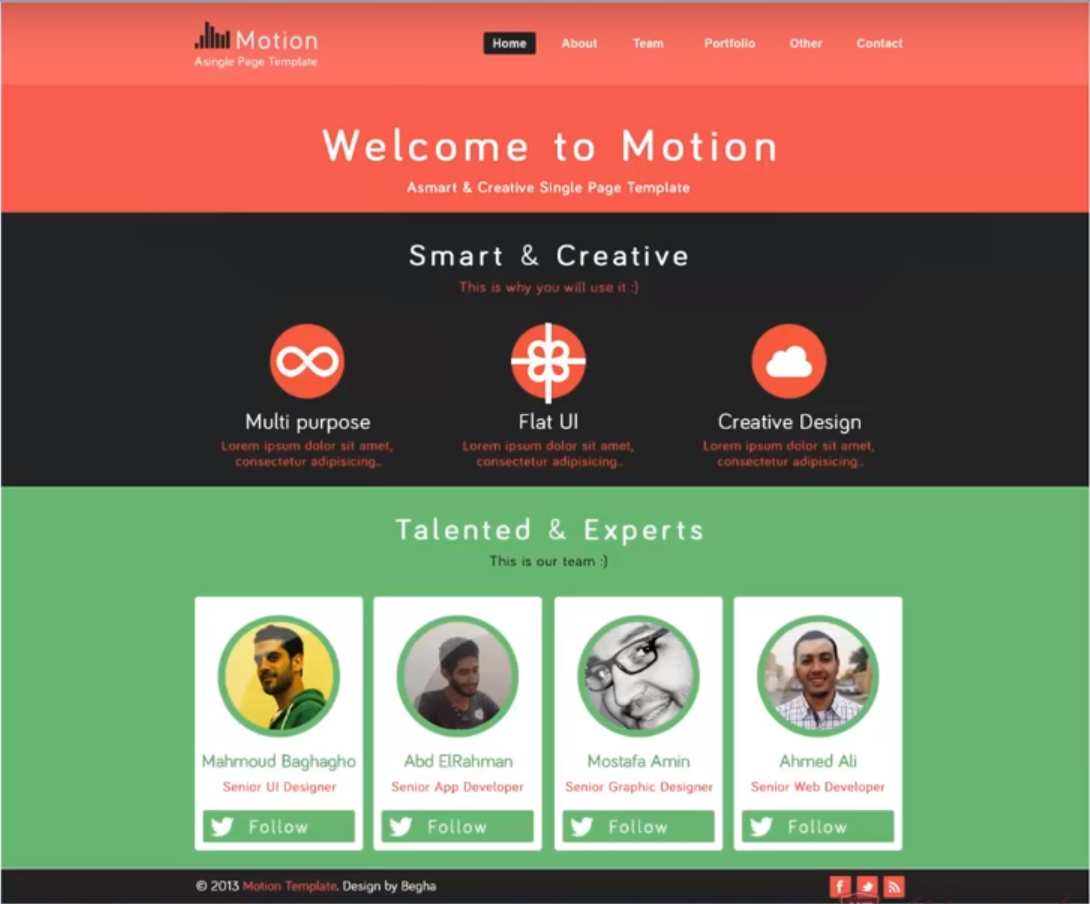 Motion
Asingle Page Template
Home About Team Portfolio Other Contact
Welcome to Motion
Asmart & Creative Single Page Template
Smart & Creative
This is why you will use it :)
Multi purpose
Lorem ipsum dolor sit amet,
consectetur adipisicing..
Flat UI
Lorem ipsum dolor sit amet,
consectetur adipisicing..
Creative Design
Lorem ipsum dolor sit amet,
consectetur adipisicing..
Talented & Experts
This is our team :)
Mahmoud Baghagho
Senior UI Designer
Follow
Abd ElRahman
Senior App Developer
Follow
Mostafa Amin
Senior Graphic Designer
Follow
Ahmed Ali
Senior Web Developer
Follow
© 2013 Motion Template. Design by Begha